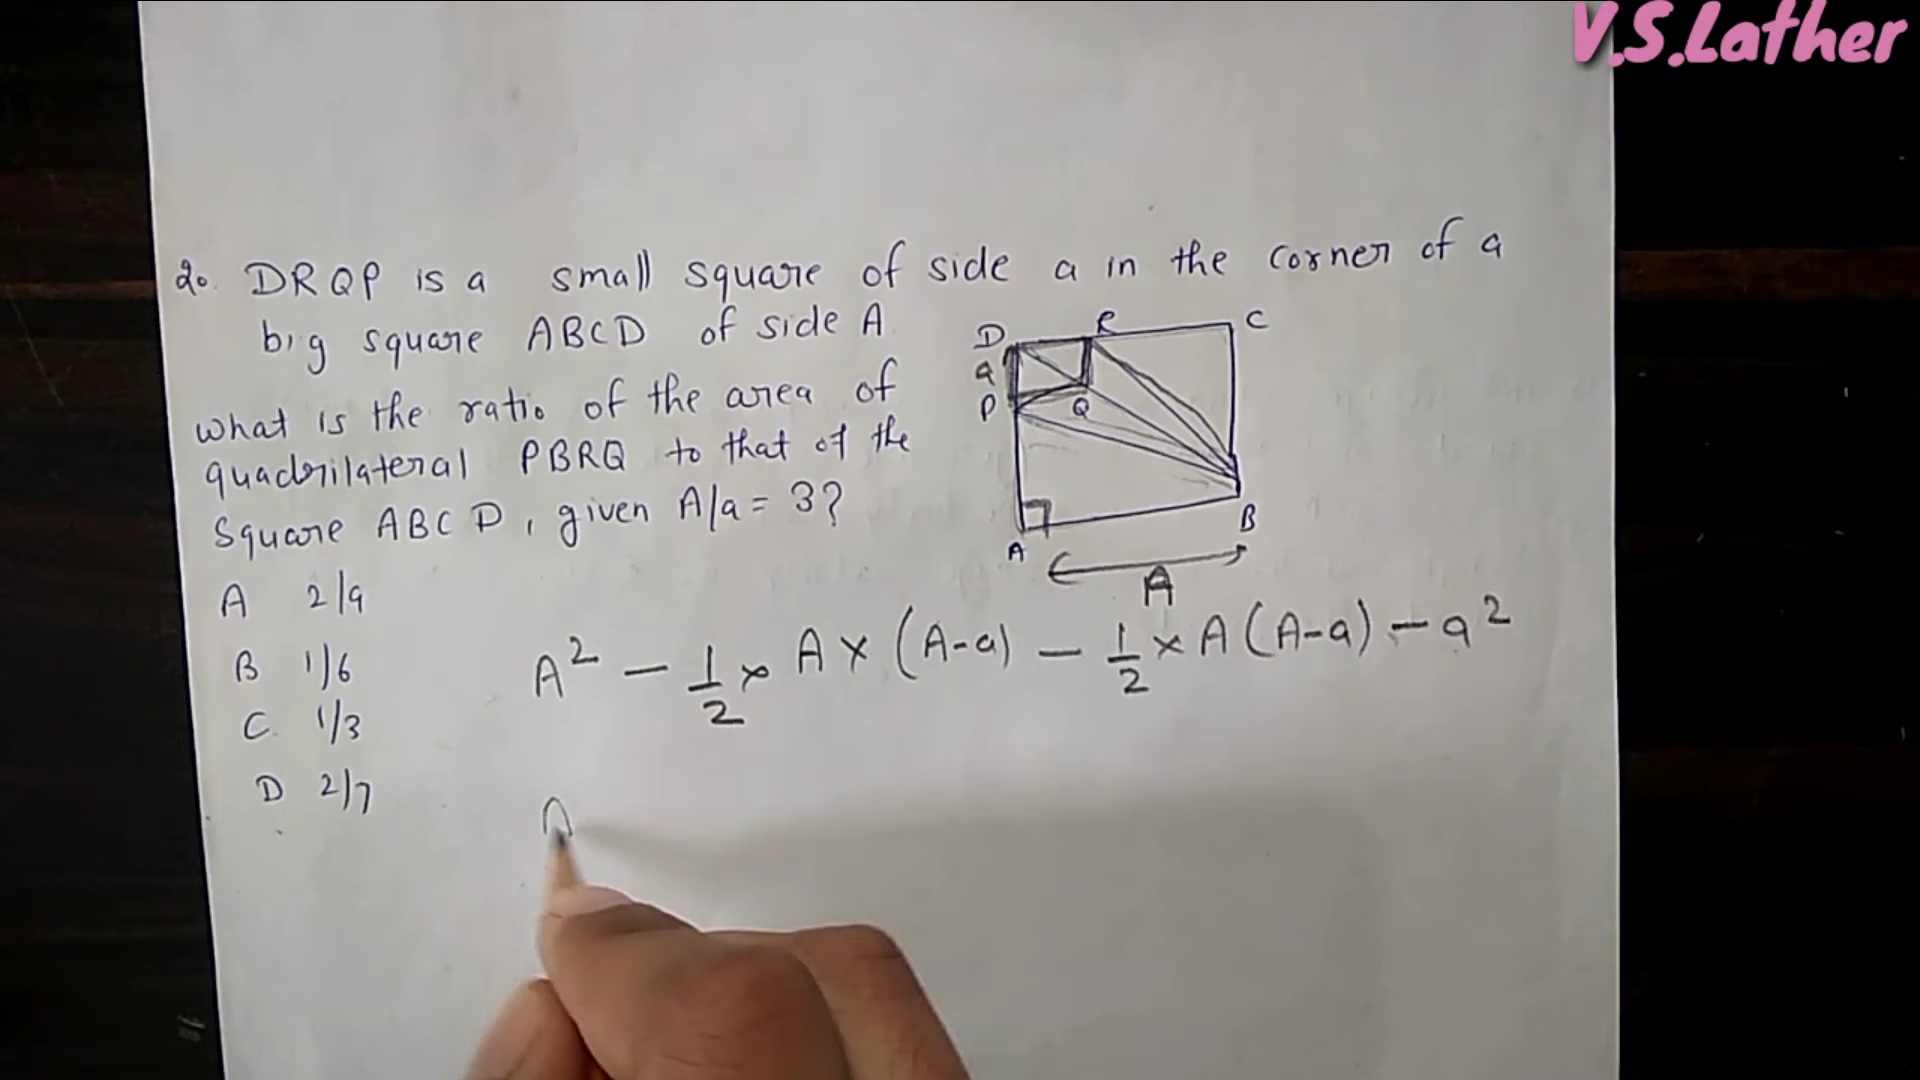 V.S.Lather
20. DRQP is a small square of side a in the corner of a
big square ABCD of side A
what is the ratio of the area of
quadrilateral PBRQ to that of the
square ABCD, given A/a = 3?
D R C
a
P Q
A B
A
A 2/9
B 1/6
C. 1/3
D 2/7
A² - 1/2 × A × (A-a) - 1/2 × A (A-a) - a²
A